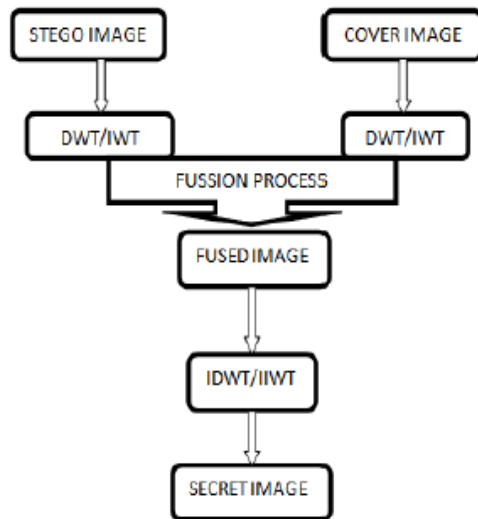 STEGO IMAGE
COVER IMAGE
DWT/IWT
DWT/IWT
FUSSION PROCESS
FUSED IMAGE
IDWT/IIWT
SECRET IMAGE